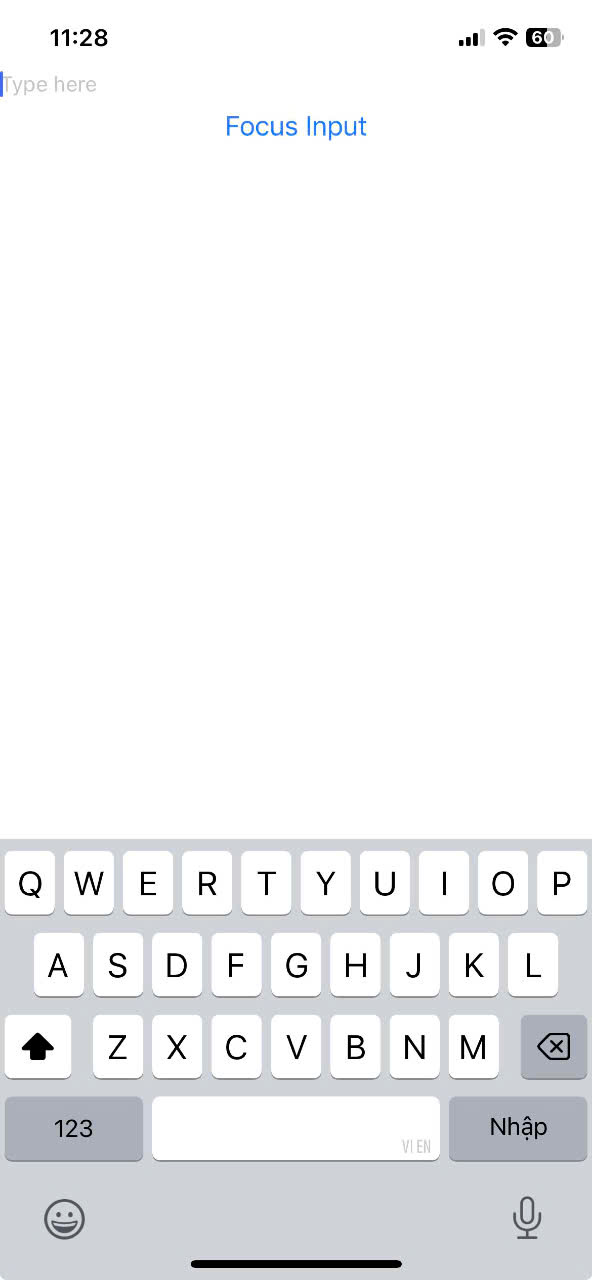 11:28 60
Type here
Focus Input
Q W E R T Y U I O P
A S D F G H J K L
Z X C V B N M
123 VI EN Nhập